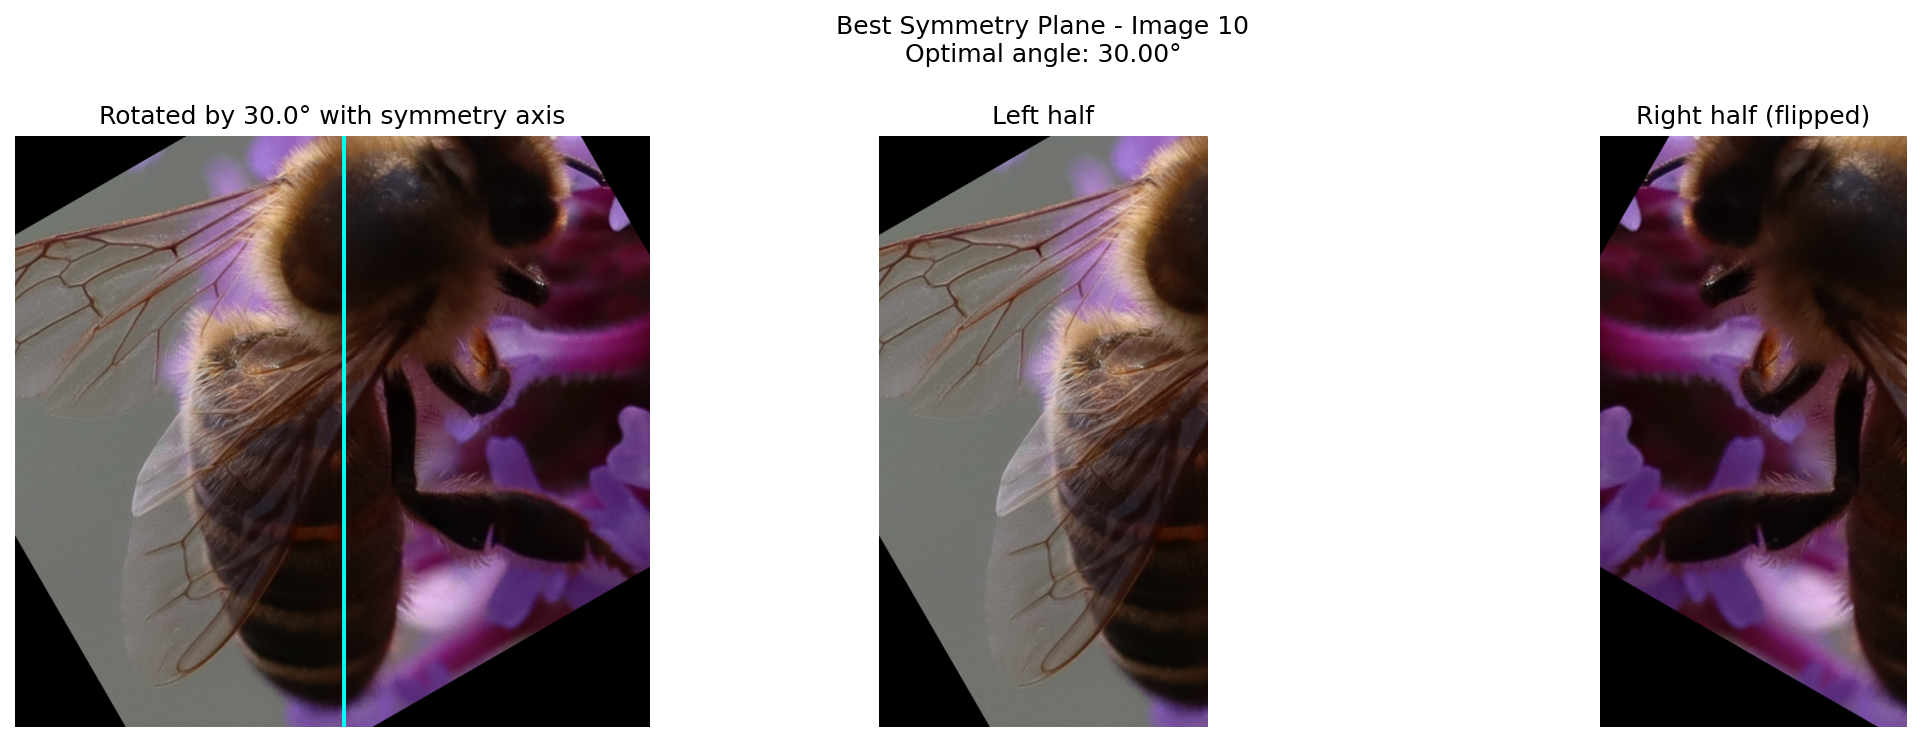 Best Symmetry Plane - Image 10
Optimal angle: 30.00°
Rotated by 30.0° with symmetry axis
Left half
Right half (flipped)